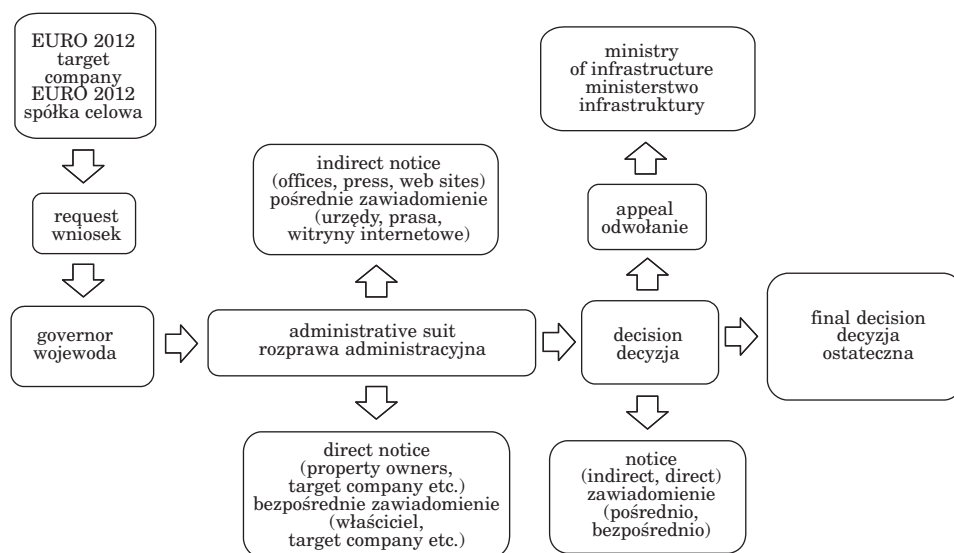 EURO 2012
target
company
EURO 2012
spółka celowa
request
wniosek
governor
wojewoda
indirect notice
(offices, press, web sites)
pośrednie zawiadomienie
(urzędy, prasa,
witryny internetowe)
administrative suit
rozprawa administracyjna
direct notice
(property owners,
target company etc.)
bezpośrednie zawiadomienie
(właściciel,
target company etc.)
ministry
of infrastructure
ministerstwo
infrastruktury
appeal
odwołanie
decision
decyzja
notice
(indirect, direct)
zawiadomienie
(pośrednio,
bezpośrednio)
final decision
decyzja
ostateczna